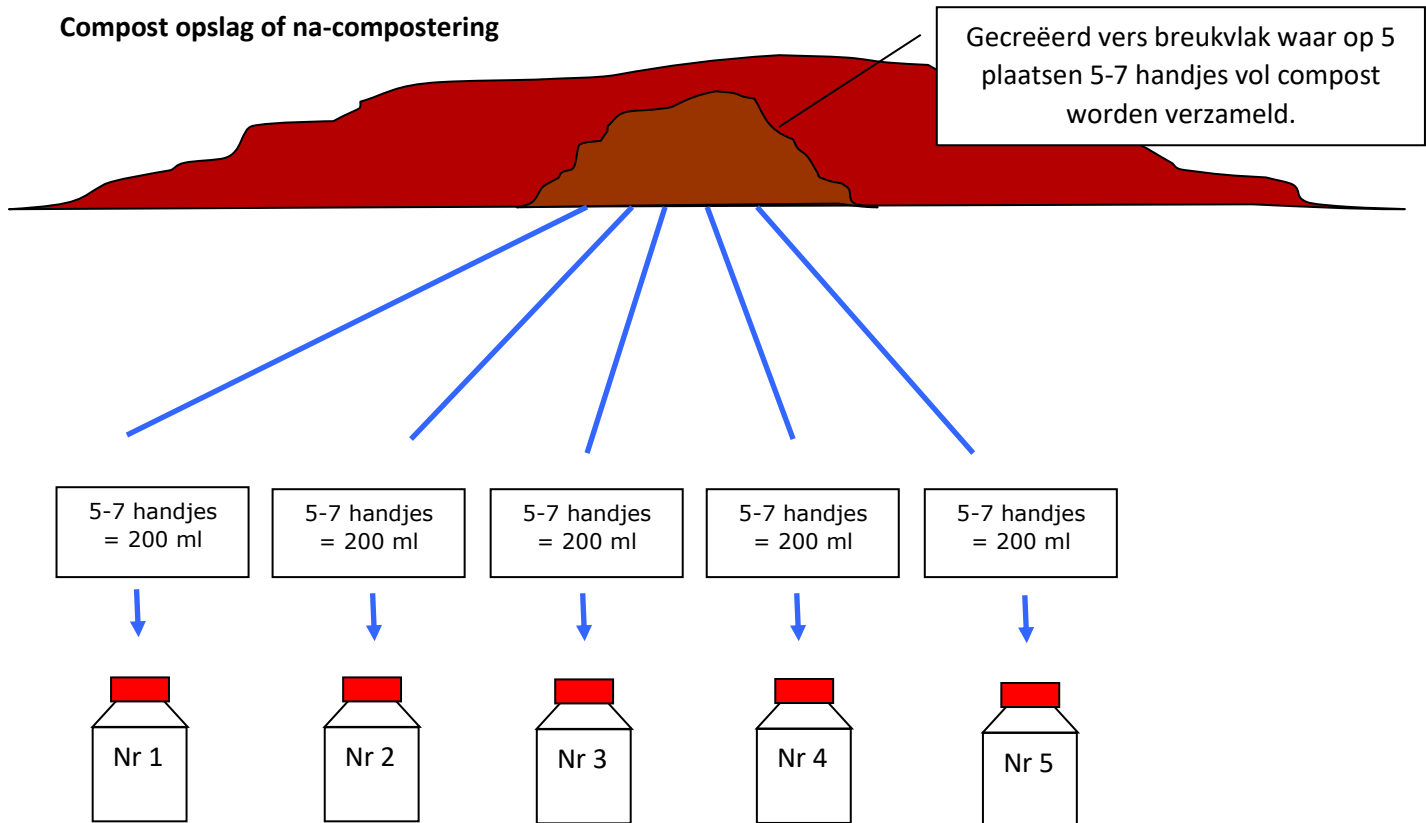 Compost opslag of na-compostering
Gecreëerd vers breukvlak waar op 5
plaatsen 5-7 handjes vol compost
worden verzameld.
5-7 handjes
= 200 ml
5-7 handjes
= 200 ml
5-7 handjes
= 200 ml
5-7 handjes
= 200 ml
5-7 handjes
= 200 ml
Nr 1
Nr 2
Nr 3
Nr 4
Nr 5